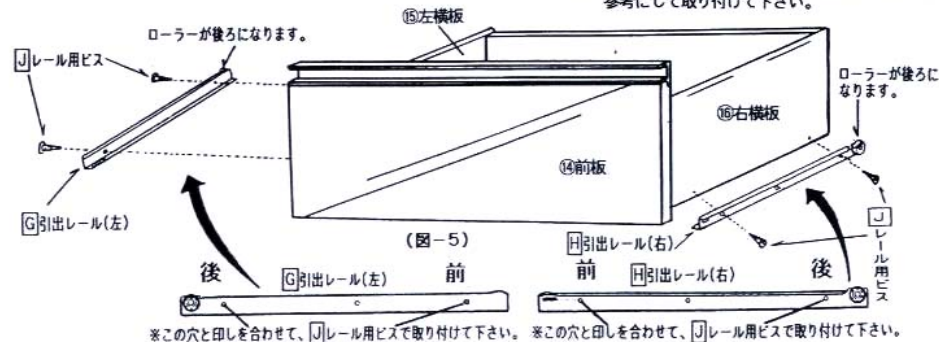 参考にして取り付けて下さい。
⑮左横板
ローラーが後ろになります。
Jレール用ビス
ローラーが後ろに
なります。
⑯右横板
⑭前板
G引出レール(左)
(図-5)
H引出レール(右)
Jレール用ビス
後
G引出レール(左)
前
前
H引出レール(右)
後
※この穴と印しを合わせて、Jレール用ビスで取り付けて下さい。
※この穴と印しを合わせて、Jレール用ビスで取り付けて下さい。